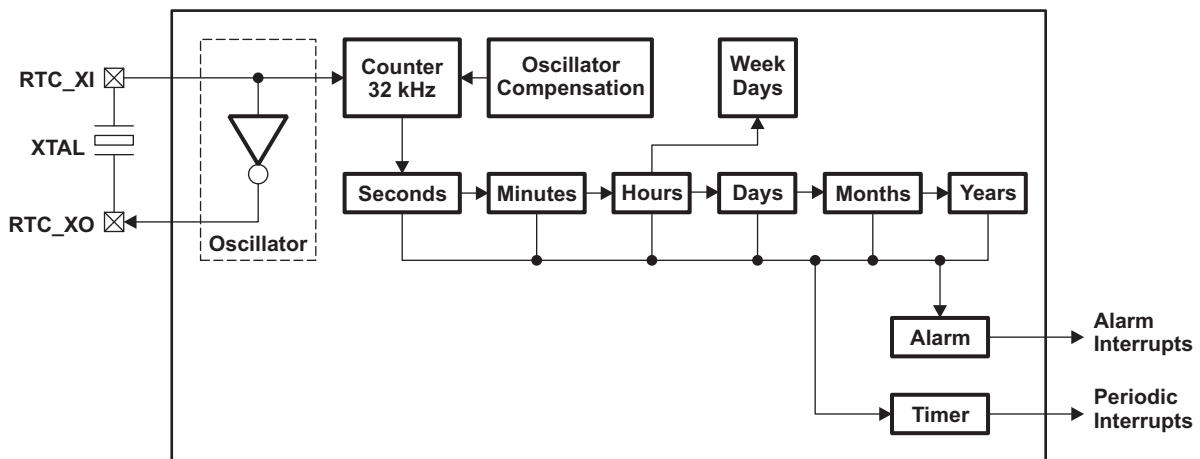 RTC_XI
XTAL
RTC_XO
Oscillator
Counter
32 kHz
Oscillator
Compensation
Week
Days
Seconds
Minutes
Hours
Days
Months
Years
Alarm
Alarm
Interrupts
Timer
Periodic
Interrupts